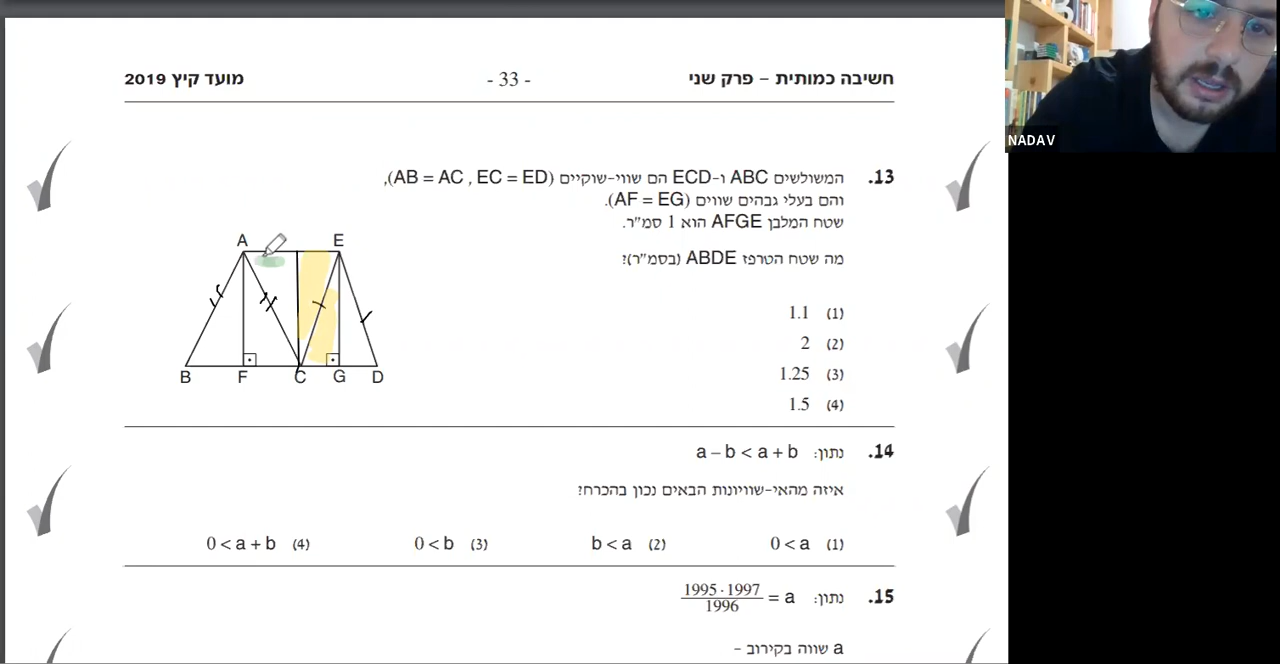 חשיבה כמותית – פרק שני
- 33 -
מועד קיץ 2019
NADAV
13. המשולשים ABC ו-ECD הם שווי-שוקיים (AB = AC , EC = ED),
והם בעלי גבהים שווים (AF = EG).
שטח המלבן AFGE הוא 1 סמ"ר.
מה שטח הטרפז ABDE (בסמ"ר)?
(1) 1.1
(2) 2
(3) 1.25
(4) 1.5
A E
B F C G D
14. נתון: a – b < a + b
איזה מהאי-שוויונות הבאים נכון בהכרח?
(1) 0 < a (2) b < a (3) 0 < b (4) 0 < a + b
15. נתון: 1995 · 1997 / 1996 = a
a שווה בקירוב -